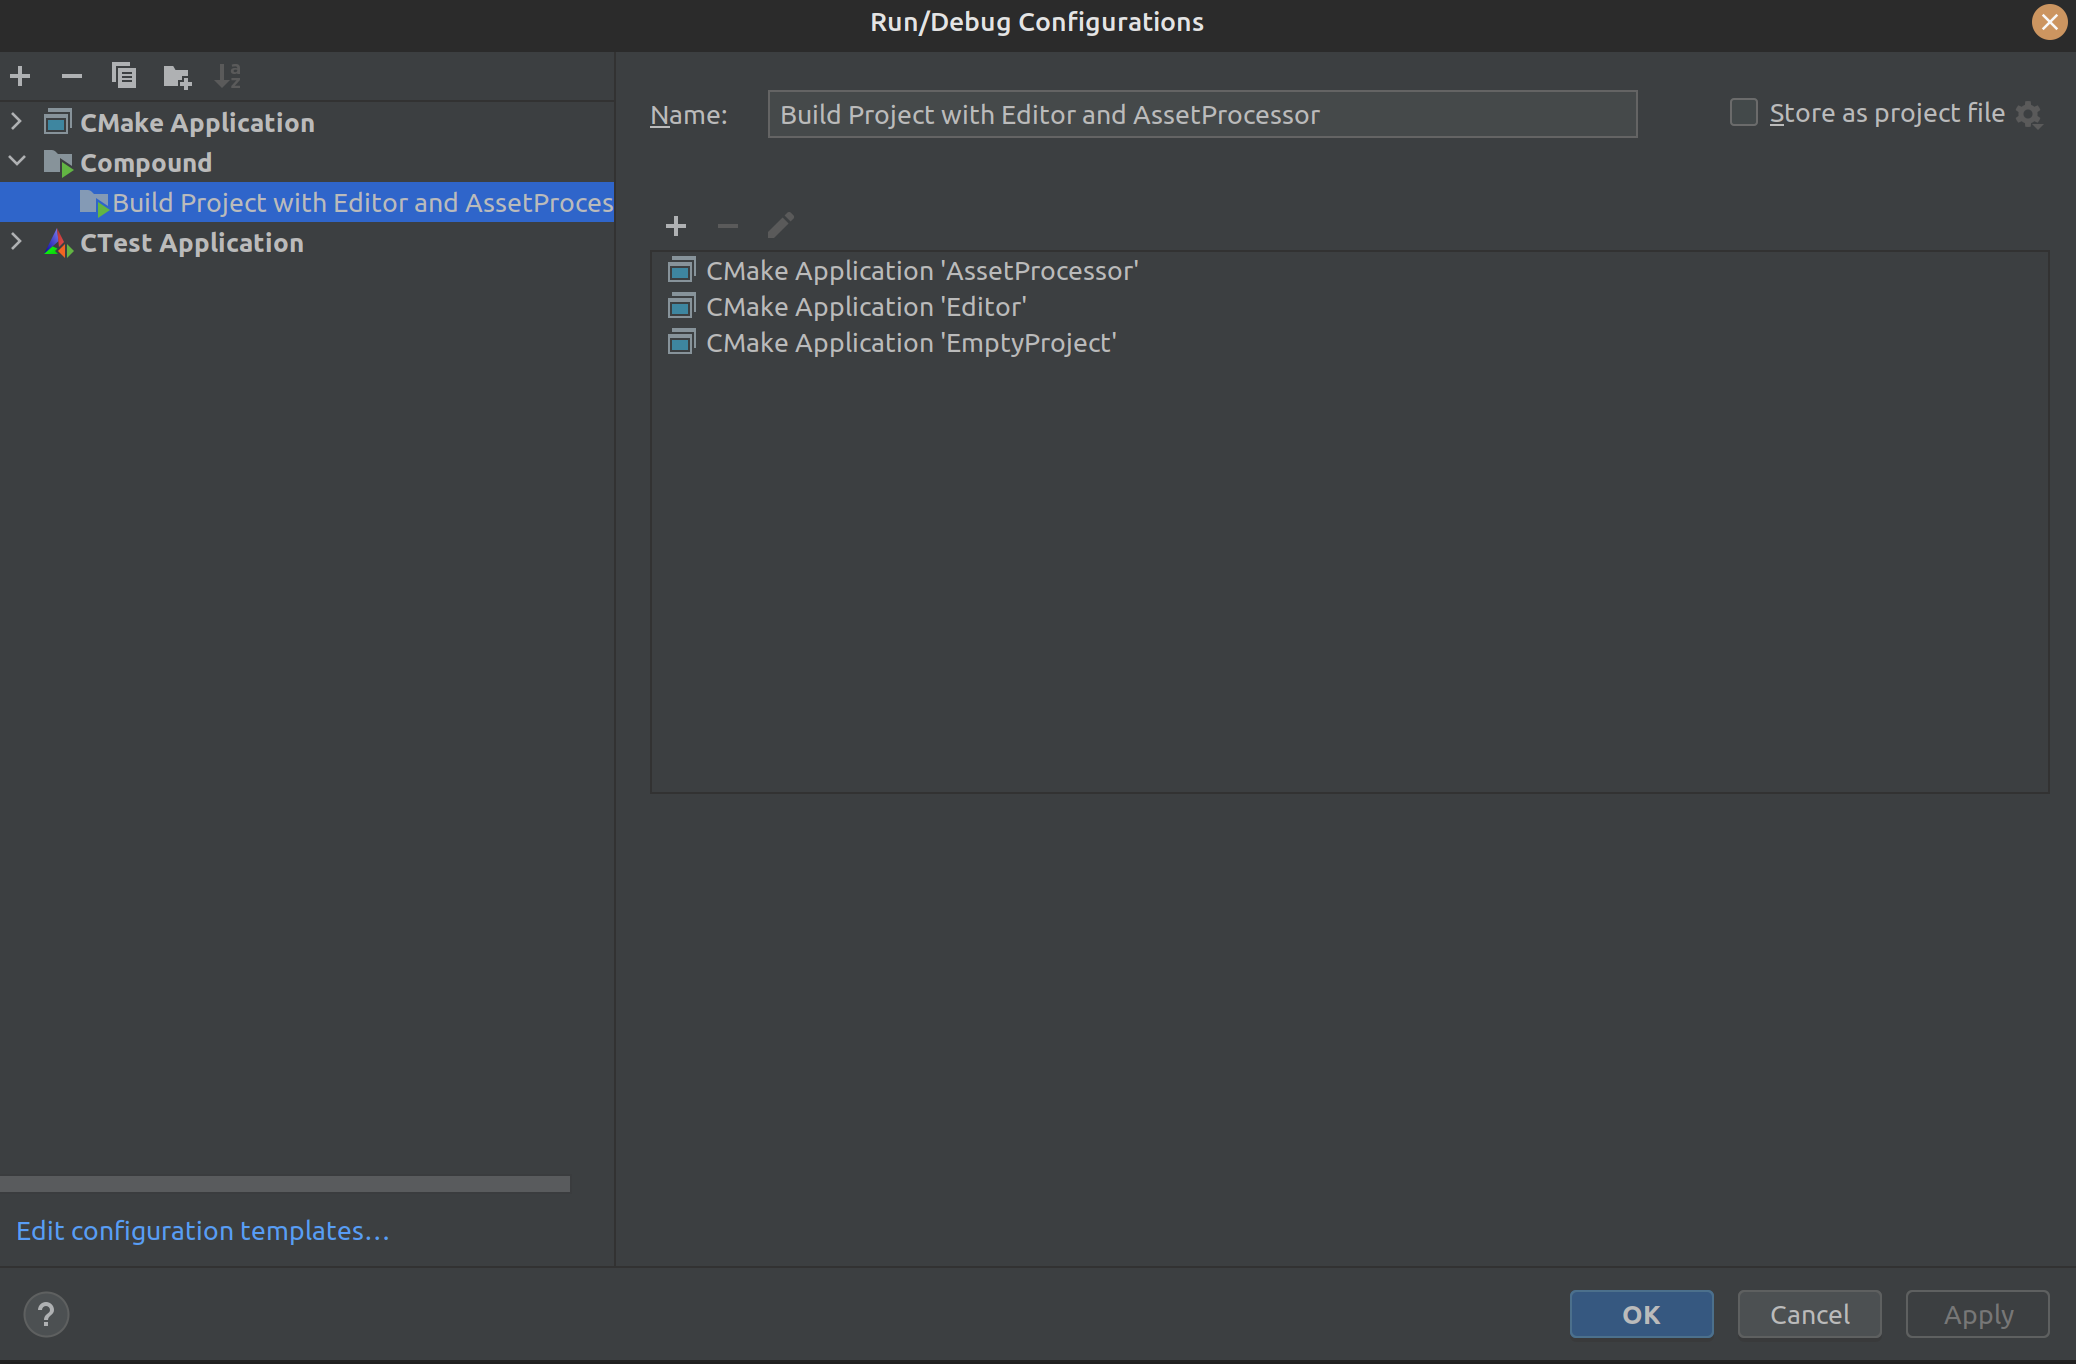 Run/Debug Configurations
CMake Application
Compound
Build Project with Editor and AssetProces
CTest Application
Edit configuration templates...
Name:
Build Project with Editor and AssetProcessor
Store as project file
CMake Application 'AssetProcessor'
CMake Application 'Editor'
CMake Application 'EmptyProject'
?
OK
Cancel
Apply